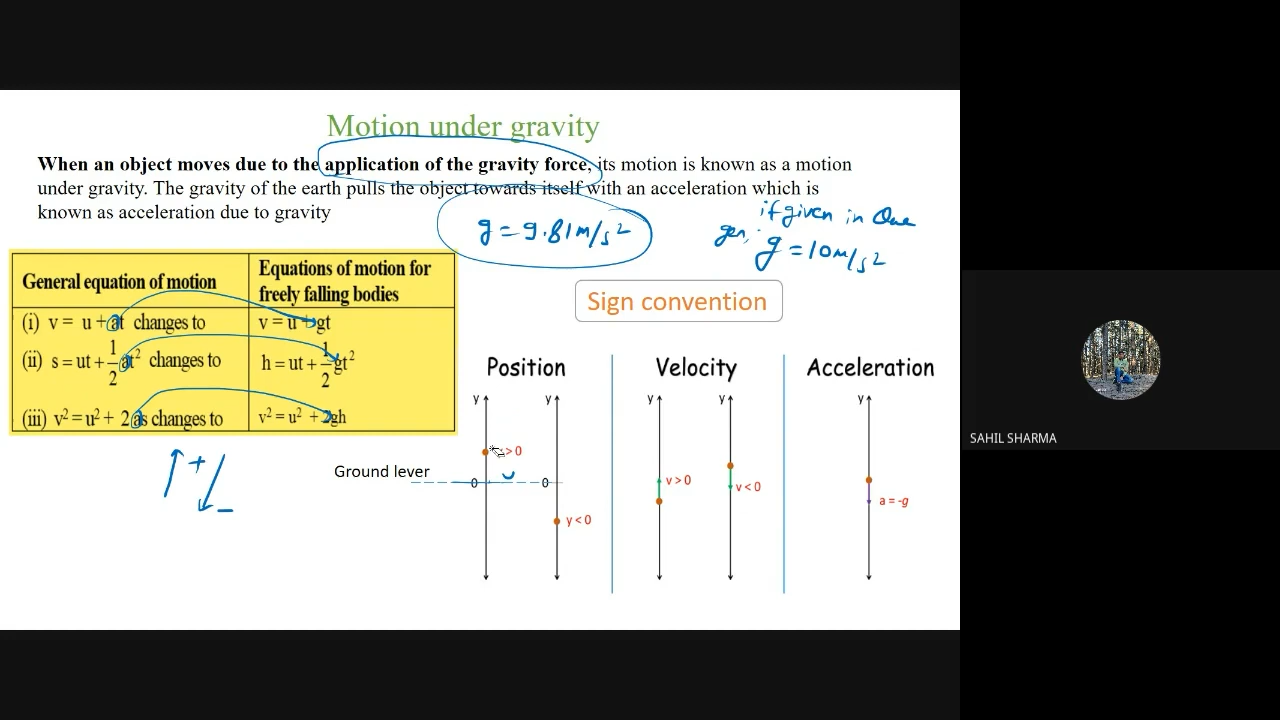 Motion under gravity
When an object moves due to the application of the gravity force, its motion is known as a motion
under gravity. The gravity of the earth pulls the object towards itself with an acceleration which is
known as acceleration due to gravity
g = 9.81 m/s²
if given in Que
g = 10 m/s²
General equation of motion
Equations of motion for
freely falling bodies
(i) v = u + at changes to
v = u + gt
(ii) s = ut + 1/2 at² changes to
h = ut + 1/2 gt²
(iii) v² = u² + 2as changes to
v² = u² + 2gh
+
−
Sign convention
Position
Velocity
Acceleration
y y y y y
Ground lever
> 0
0 0
y < 0
v > 0
v < 0
a = -g
SAHIL SHARMA